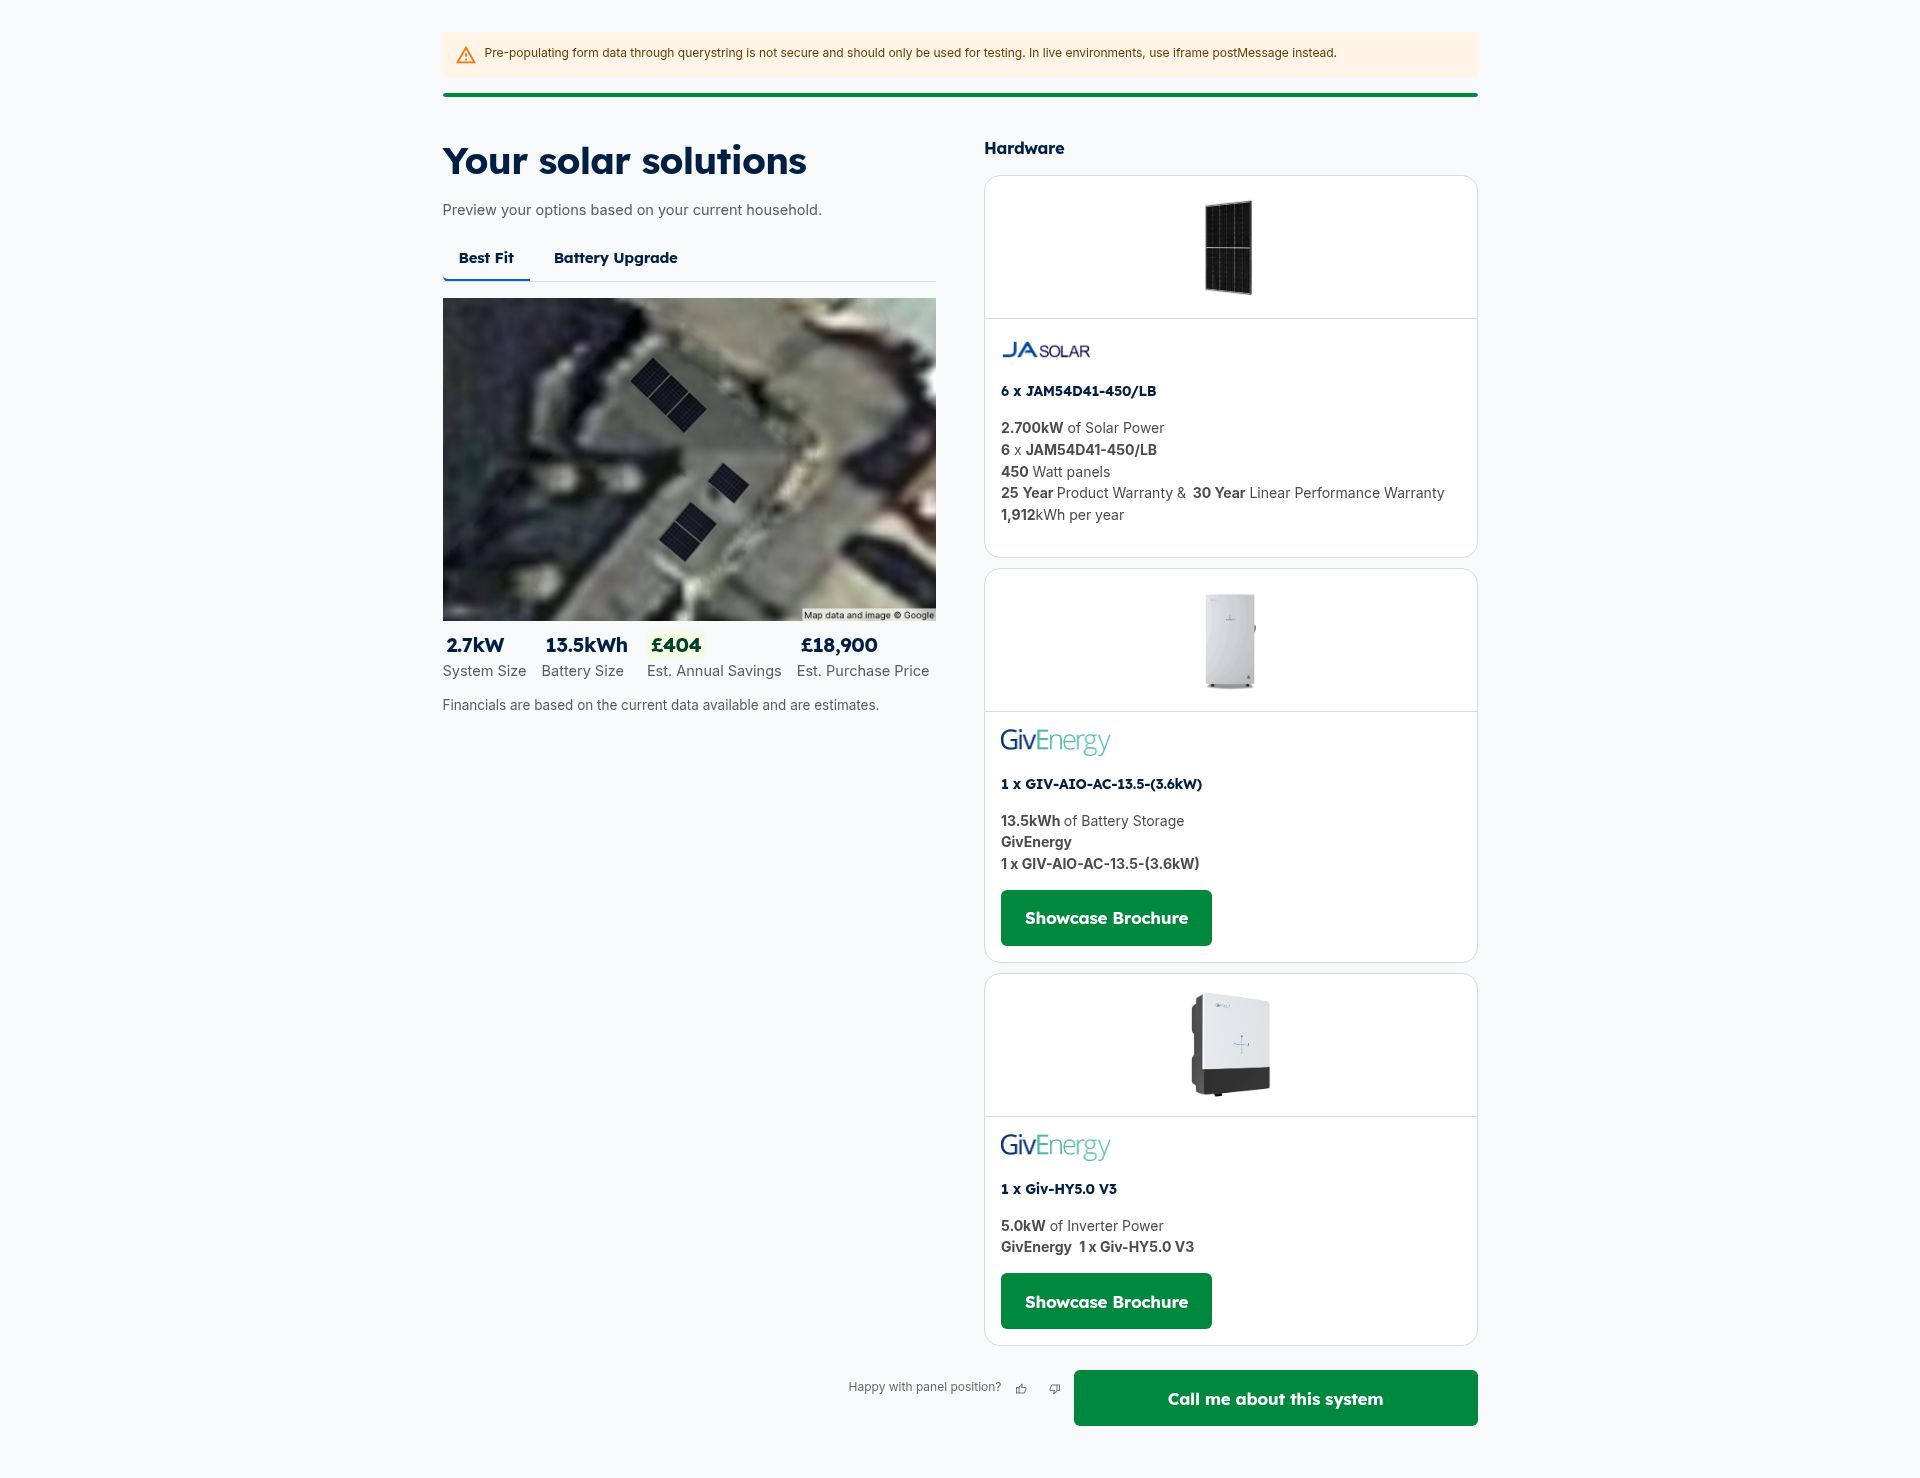 Pre-populating form data through querystring is not secure and should only be used for testing. In live environments, use iframe postMessage instead.
Your solar solutions
Preview your options based on your current household.
Best Fit
Battery Upgrade
Map data and image © Google
2.7kW
System Size
13.5kWh
Battery Size
£404
Est. Annual Savings
£18,900
Est. Purchase Price
Financials are based on the current data available and are estimates.
Hardware
JA SOLAR
6 x JAM54D41-450/LB
2.700kW of Solar Power
6 x JAM54D41-450/LB
450 Watt panels
25 Year Product Warranty & 30 Year Linear Performance Warranty
1,912kWh per year
GivEnergy
1 x GIV-AIO-AC-13.5-(3.6kW)
13.5kWh of Battery Storage
GivEnergy
1 x GIV-AIO-AC-13.5-(3.6kW)
Showcase Brochure
GivEnergy
1 x Giv-HY5.0 V3
5.0kW of Inverter Power
GivEnergy 1 x Giv-HY5.0 V3
Showcase Brochure
Happy with panel position?
Call me about this system